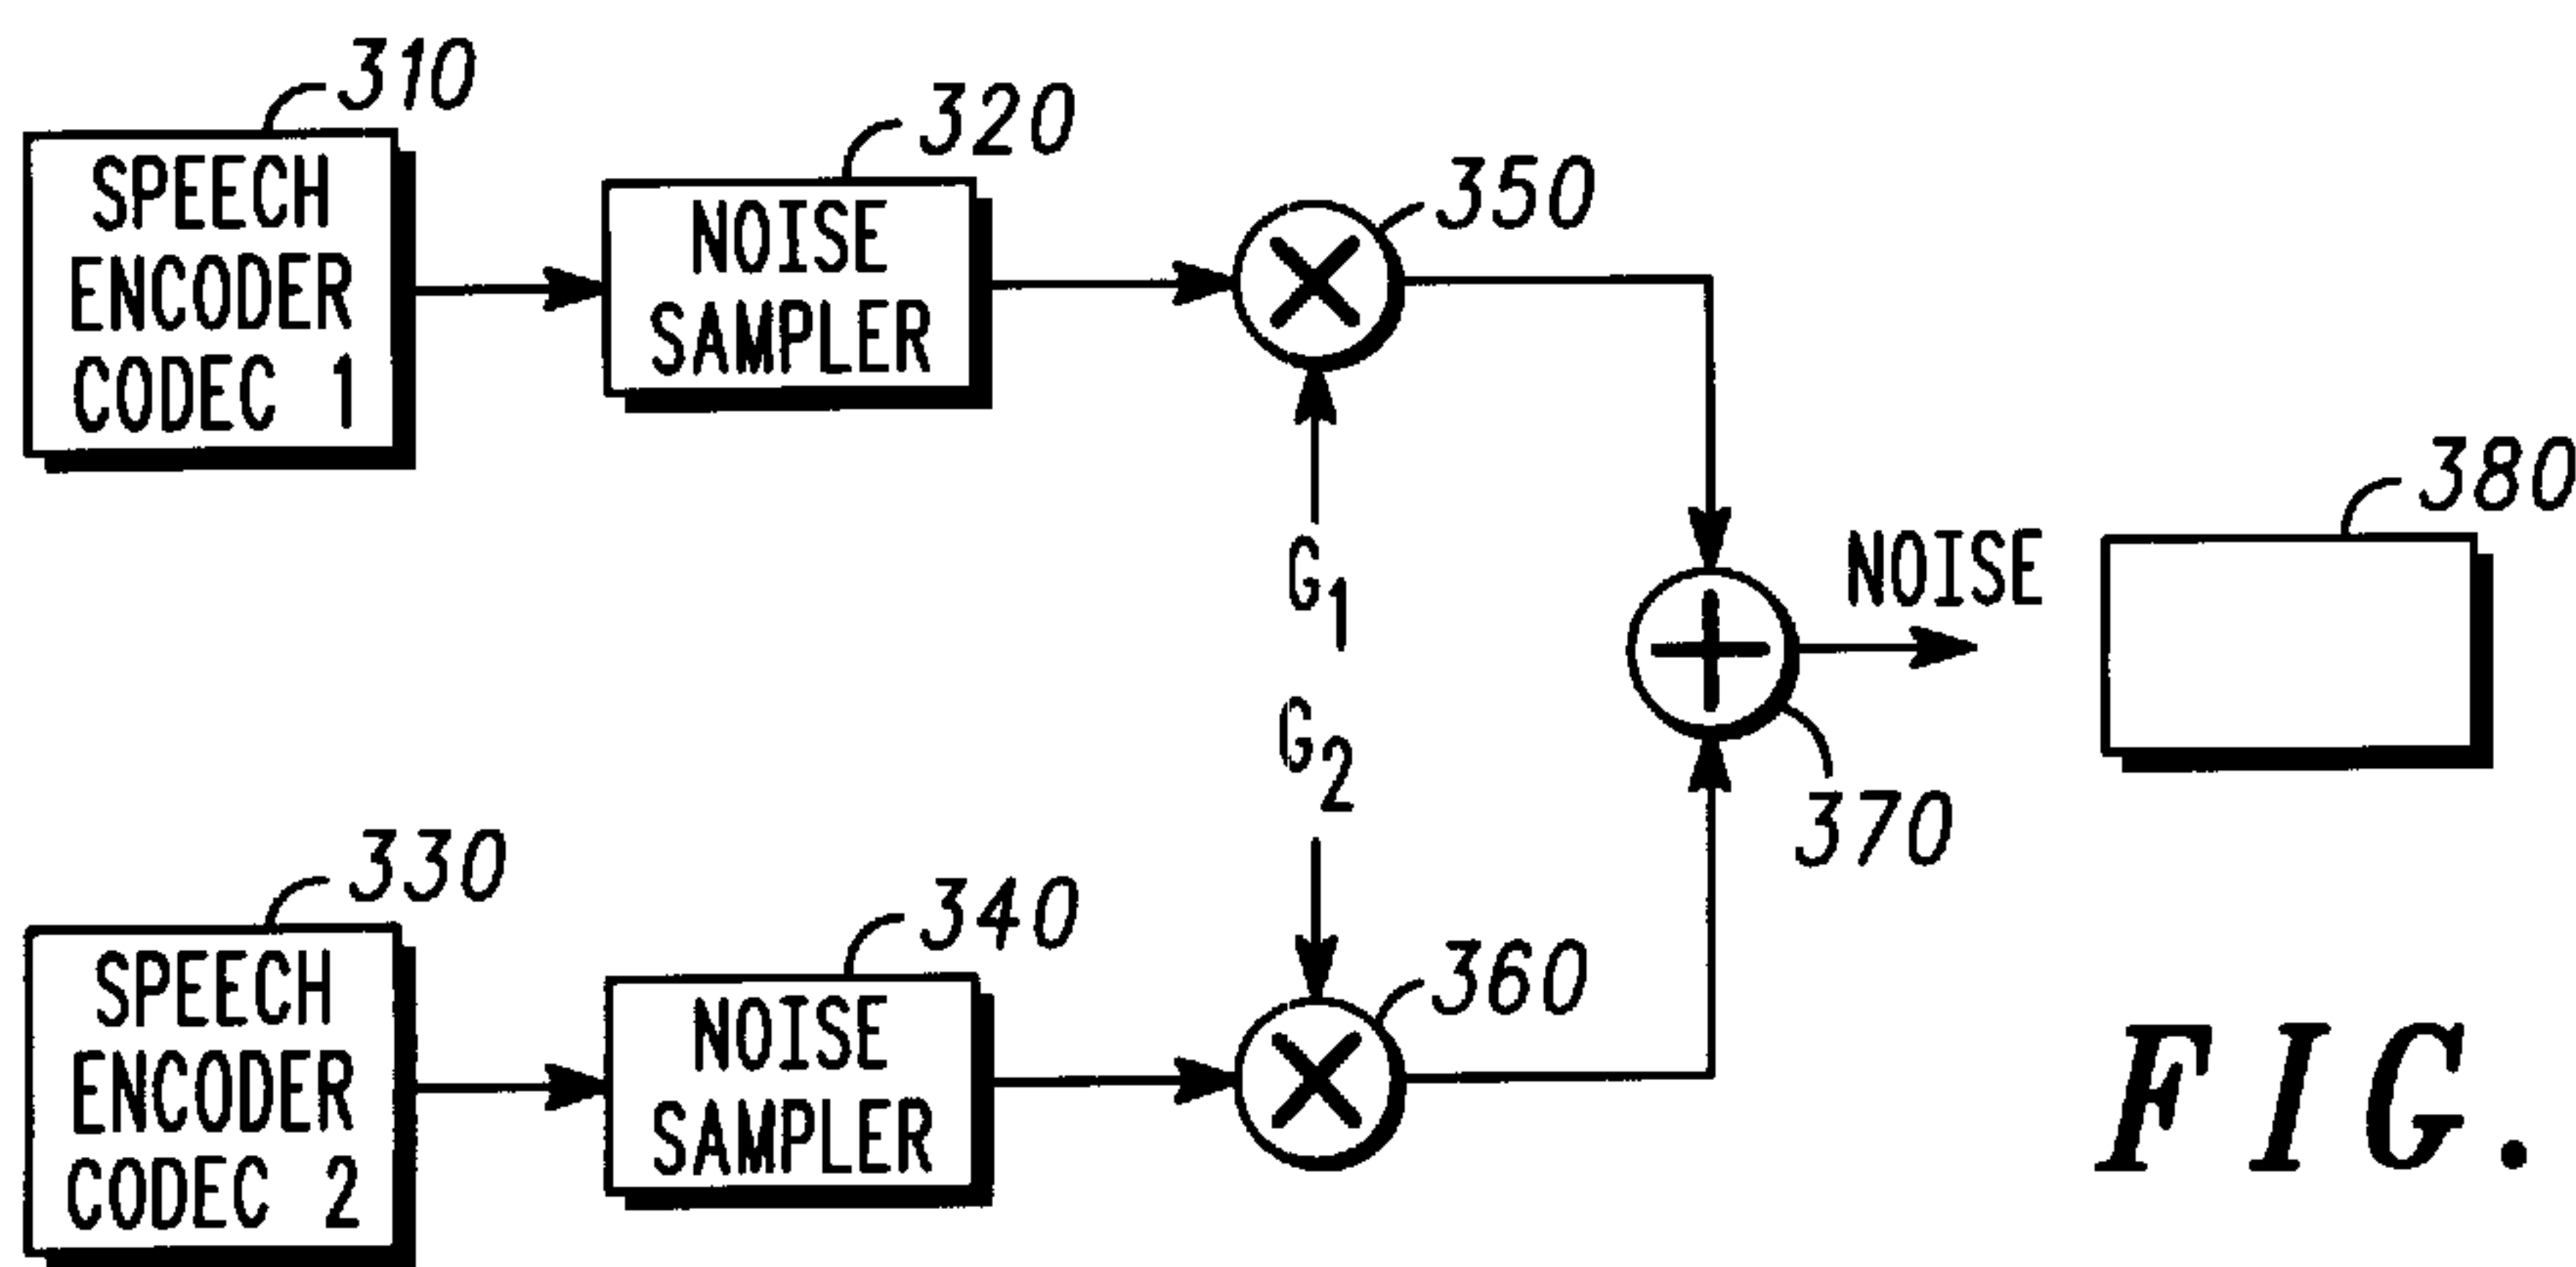 310
SPEECH
ENCODER
CODEC 1
320
NOISE
SAMPLER
350
G1
G2
NOISE
380
370
330
SPEECH
ENCODER
CODEC 2
340
NOISE
SAMPLER
360
FIG.